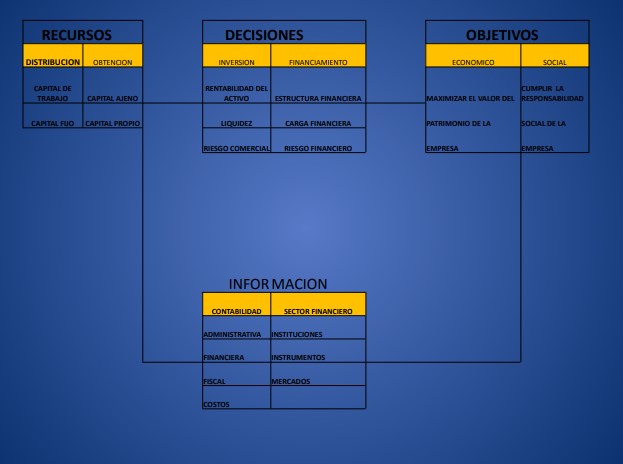 RECURSOS
DISTRIBUCION OBTENCION
CAPITAL DE
TRABAJO CAPITAL AJENO
CAPITAL FIJO CAPITAL PROPIO
DECISIONES
INVERSION FINANCIAMIENTO
RENTABILIDAD DEL
ACTIVO ESTRUCTURA FINANCIERA
LIQUIDEZ CARGA FINANCIERA
RIESGO COMERCIAL RIESGO FINANCIERO
OBJETIVOS
ECONOMICO SOCIAL
CUMPLIR LA
MAXIMIZAR EL VALOR DEL RESPONSABILIDAD
PATRIMONIO DE LA SOCIAL DE LA
EMPRESA EMPRESA
INFORMACION
CONTABILIDAD SECTOR FINANCIERO
ADMINISTRATIVA INSTITUCIONES
FINANCIERA INSTRUMENTOS
FISCAL MERCADOS
COSTOS